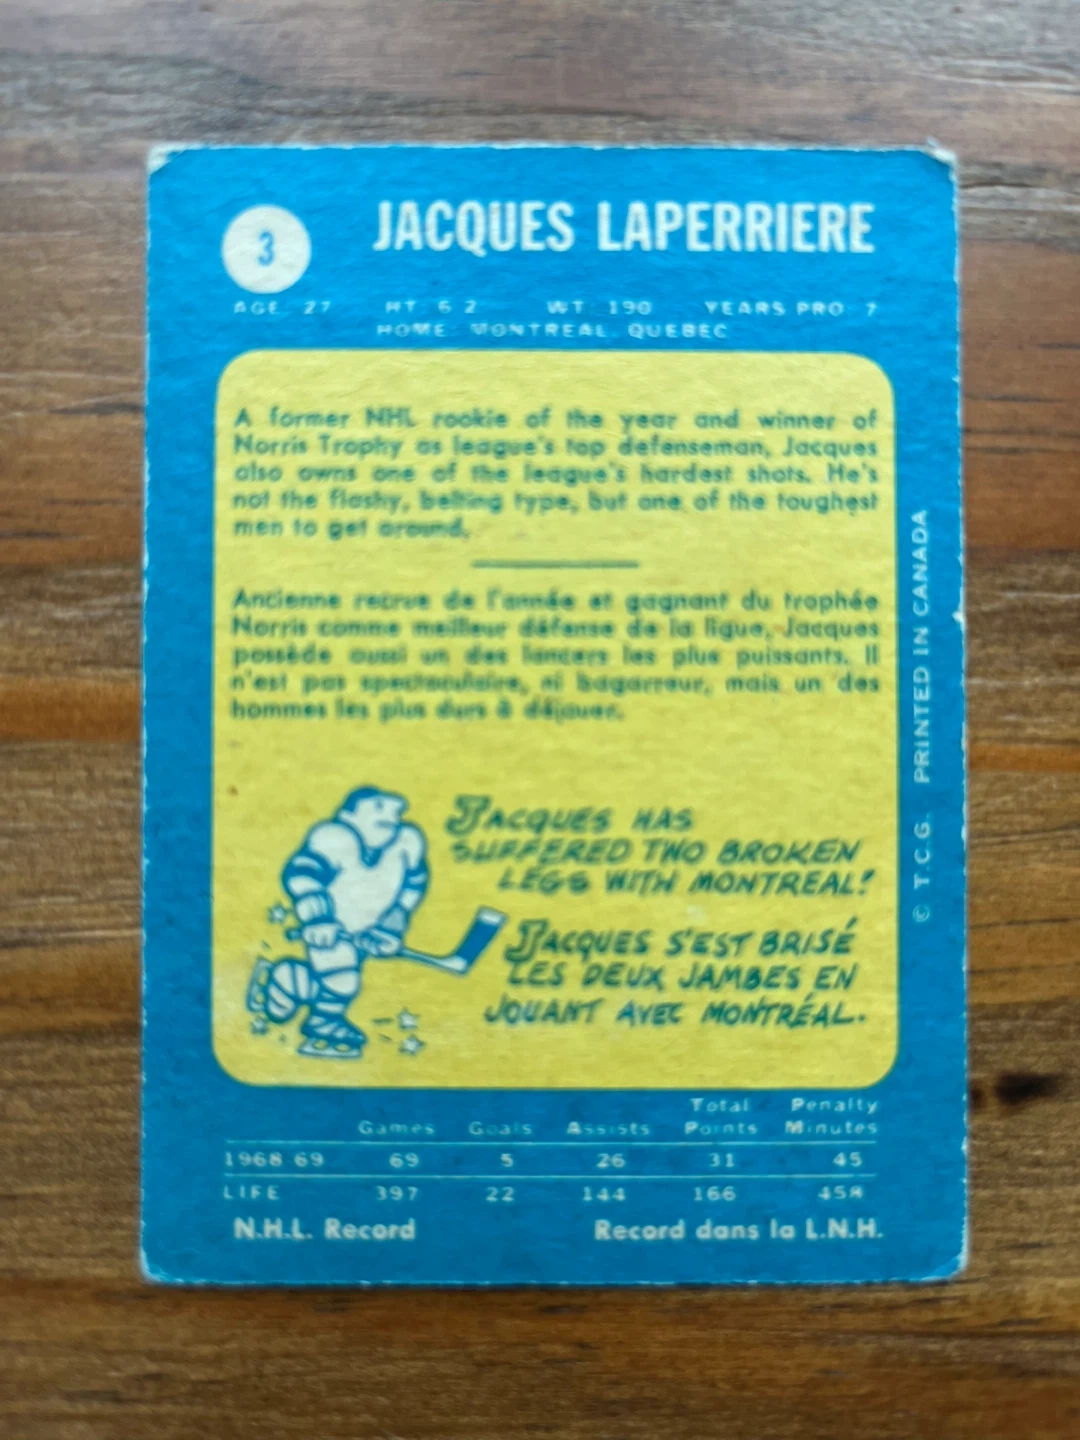 3
JACQUES LAPERRIERE
AGE 27 HT 6 2 WT 190 YEARS PRO 7
HOME MONTREAL QUEBEC
A former NHL rookie of the year and winner of
Norris Trophy as league's top defenseman, Jacques
also owns one of the league's hardest shots. He's
not the flashy, belting type, but one of the toughest
men to get around.
Ancienne recrue de l'année et gagnant du trophée
Norris comme meilleur défense de la ligue, Jacques
possède aussi un des lancers les plus puissants. Il
n'est pas spectaculaire, ni bagarreur, mais un des
hommes les plus durs à déjouer.
JACQUES HAS
SUFFERED TWO BROKEN
LEGS WITH MONTREAL!
JACQUES S'EST BRISÉ
LES DEUX JAMBES EN
JOUANT AVEC MONTRÉAL.
© T.C.G. PRINTED IN CANADA
Total Penalty
Games Goals Assists Points Minutes
1968 69 69 5 26 31 45
LIFE 397 22 144 166 458
N.H.L. Record Record dans la L.N.H.